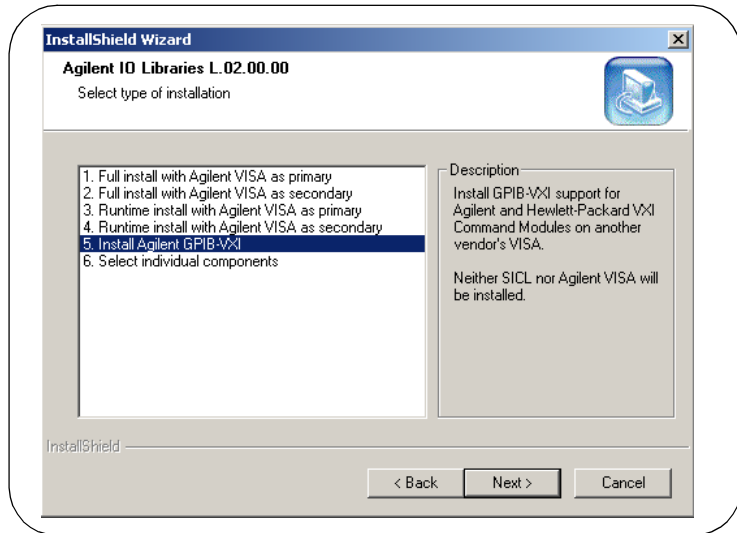 InstallShield Wizard
Agilent IO Libraries L.02.00.00
Select type of installation
1. Full install with Agilent VISA as primary
2. Full install with Agilent VISA as secondary
3. Runtime install with Agilent VISA as primary
4. Runtime install with Agilent VISA as secondary
5. Install Agilent GPIB-VXI
6. Select individual components
Description
Install GPIB-VXI support for
Agilent and Hewlett-Packard VXI
Command Modules on another
vendor's VISA.
Neither SICL nor Agilent VISA will
be installed.
InstallShield
< Back
Next >
Cancel